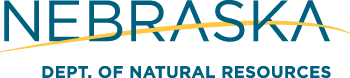 NEBRASKA
DEPT. OF NATURAL RESOURCES